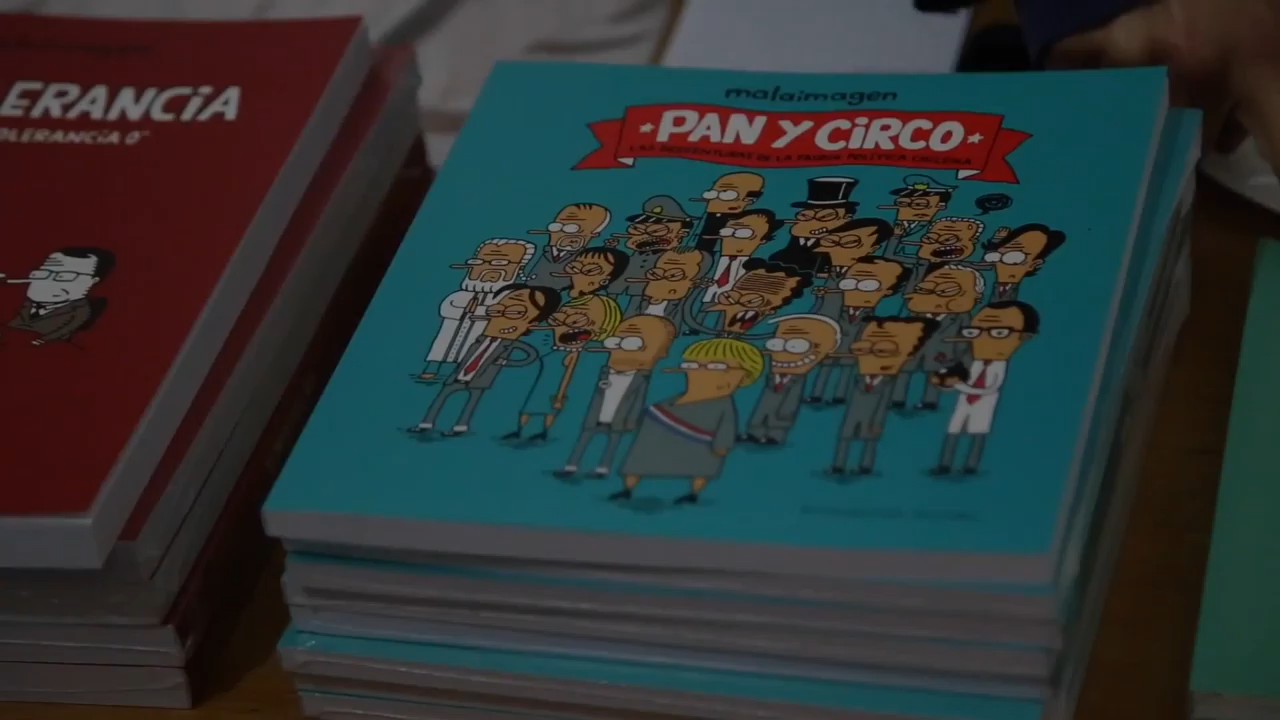 ERANCiA
OLERANCiA 0"
malaimagen
PAN Y CiRCO
LAS DESVENTURAS DE LA FAUNA POLÍTICA CHILENA